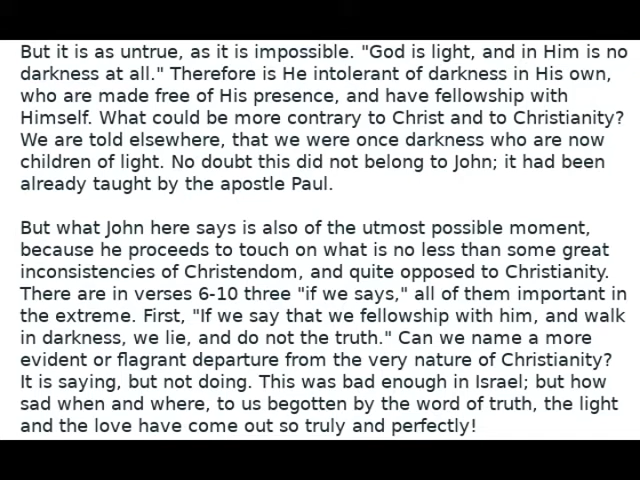 But it is as untrue, as it is impossible. "God is light, and in Him is no
darkness at all." Therefore is He intolerant of darkness in His own,
who are made free of His presence, and have fellowship with
Himself. What could be more contrary to Christ and to Christianity?
We are told elsewhere, that we were once darkness who are now
children of light. No doubt this did not belong to John; it had been
already taught by the apostle Paul.

But what John here says is also of the utmost possible moment,
because he proceeds to touch on what is no less than some great
inconsistencies of Christendom, and quite opposed to Christianity.
There are in verses 6-10 three "if we says," all of them important in
the extreme. First, "If we say that we fellowship with him, and walk
in darkness, we lie, and do not the truth." Can we name a more
evident or flagrant departure from the very nature of Christianity?
It is saying, but not doing. This was bad enough in Israel; but how
sad when and where, to us begotten by the word of truth, the light
and the love have come out so truly and perfectly!